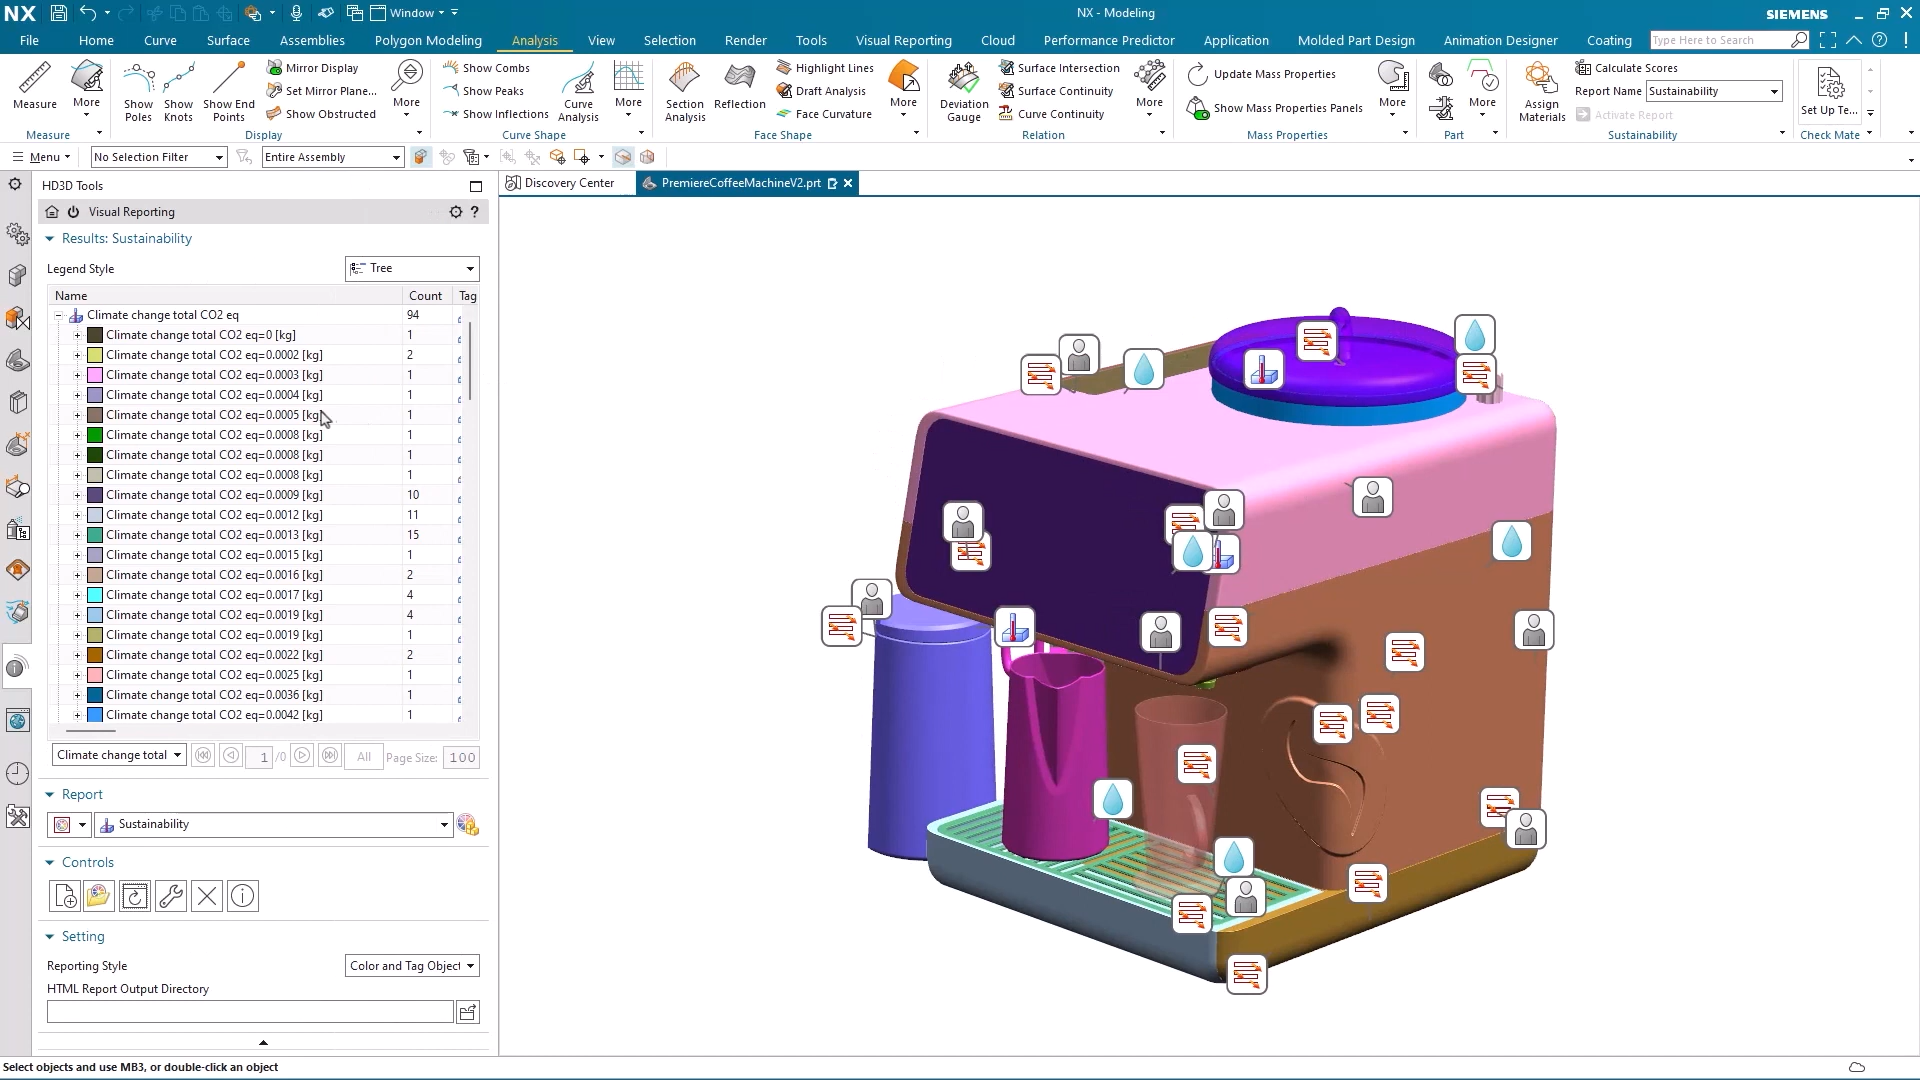 NX
Window
NX - Modeling
SIEMENS
File
Home
Curve
Surface
Assemblies
Polygon Modeling
Analysis
View
Selection
Render
Tools
Visual Reporting
Cloud
Performance Predictor
Application
Molded Part Design
Animation Designer
Coating
Type Here to Search
Measure
More
Measure
Show Poles
Show Knots
Show End Points
Mirror Display
Set Mirror Plane...
Show Obstructed
More
Display
Show Combs
Show Peaks
Show Inflections
Curve Analysis
More
Curve Shape
Section Analysis
Reflection
Highlight Lines
Draft Analysis
Face Curvature
More
Face Shape
Deviation Gauge
Surface Intersection
Surface Continuity
Curve Continuity
More
Relation
Update Mass Properties
Show Mass Properties Panels
More
Mass Properties
More
Part
Assign Materials
Calculate Scores
Report Name Sustainability
Activate Report
Sustainability
Set Up Te...
Check Mate
Menu
No Selection Filter
Entire Assembly
HD3D Tools
Discovery Center
PremiereCoffeeMachineV2.prt
Visual Reporting
?
Results: Sustainability
Legend Style
Tree
Name Count Tag
Climate change total CO2 eq 94
Climate change total CO2 eq=0 [kg] 1
Climate change total CO2 eq=0.0002 [kg] 2
Climate change total CO2 eq=0.0003 [kg] 1
Climate change total CO2 eq=0.0004 [kg] 1
Climate change total CO2 eq=0.0005 [kg] 1
Climate change total CO2 eq=0.0008 [kg] 1
Climate change total CO2 eq=0.0008 [kg] 1
Climate change total CO2 eq=0.0008 [kg] 1
Climate change total CO2 eq=0.0009 [kg] 10
Climate change total CO2 eq=0.0012 [kg] 11
Climate change total CO2 eq=0.0013 [kg] 15
Climate change total CO2 eq=0.0015 [kg] 1
Climate change total CO2 eq=0.0016 [kg] 2
Climate change total CO2 eq=0.0017 [kg] 4
Climate change total CO2 eq=0.0019 [kg] 4
Climate change total CO2 eq=0.0019 [kg] 1
Climate change total CO2 eq=0.0022 [kg] 2
Climate change total CO2 eq=0.0025 [kg] 1
Climate change total CO2 eq=0.0036 [kg] 1
Climate change total CO2 eq=0.0042 [kg] 1
Climate change total
1 /0
All
Page Size: 100
Report
Sustainability
Controls
Setting
Reporting Style
Color and Tag Object
HTML Report Output Directory
Select objects and use MB3, or double-click an object